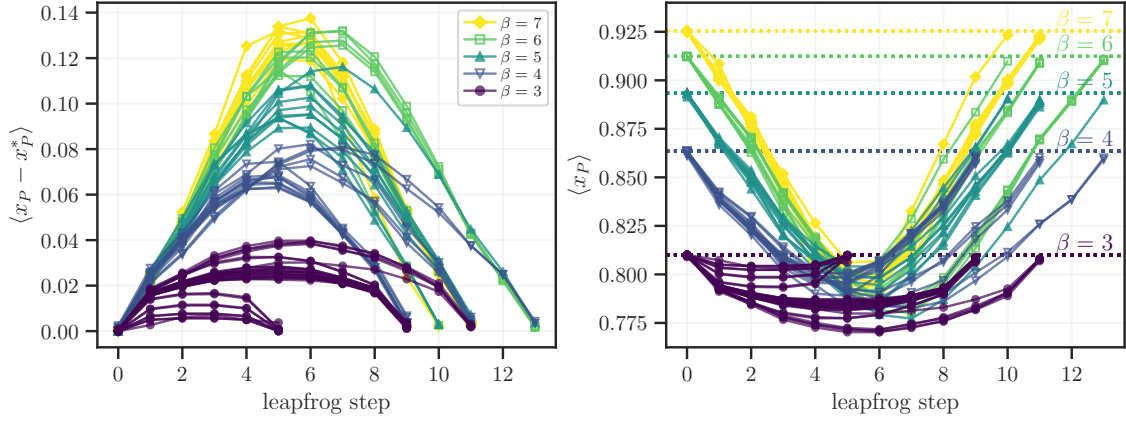 0.14
0.12
0.10
0.08
0.06
0.04
0.02
0.00
⟨x_P − x_P^*⟩
0 2 4 6 8 10 12
leapfrog step
β = 7
β = 6
β = 5
β = 4
β = 3
0.925
0.900
0.875
0.850
0.825
0.800
0.775
⟨x_P⟩
β = 7
β = 6
β = 5
β = 4
β = 3
0 2 4 6 8 10 12
leapfrog step